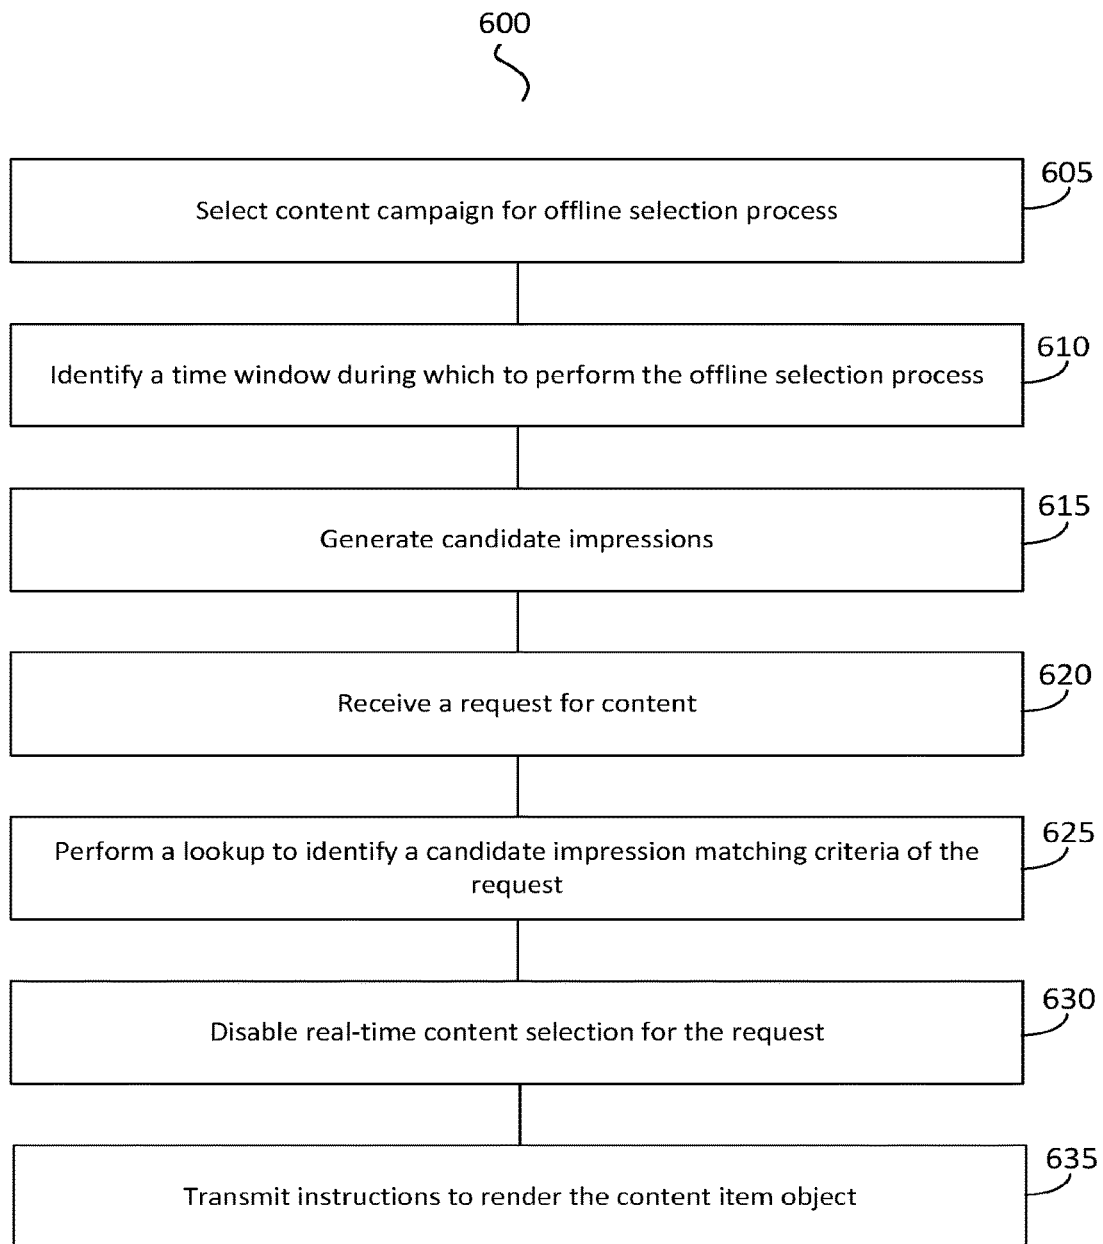 600
Select content campaign for offline selection process
605
Identify a time window during which to perform the offline selection process
610
Generate candidate impressions
615
Receive a request for content
620
Perform a lookup to identify a candidate impression matching criteria of the
request
625
Disable real-time content selection for the request
630
Transmit instructions to render the content item object
635